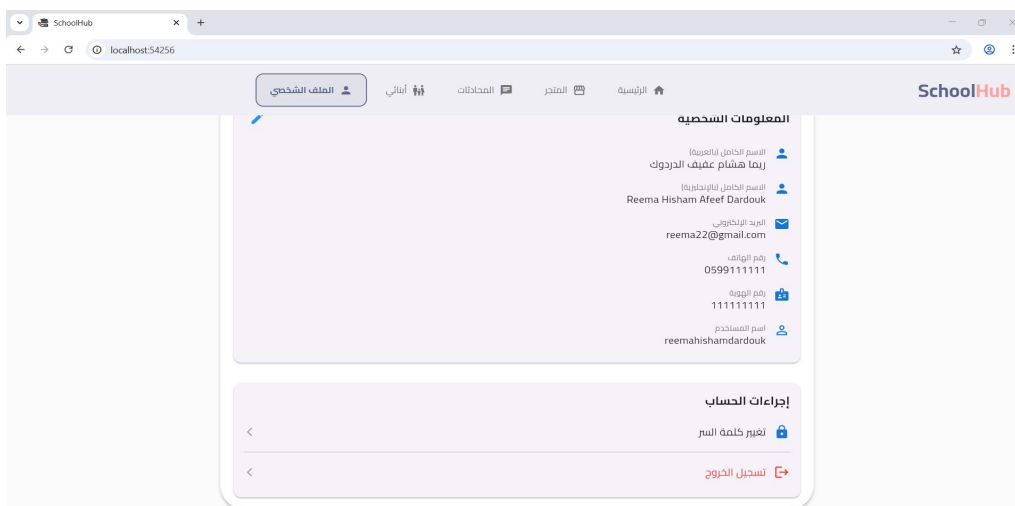 SchoolHub
localhost:54256
SchoolHub
الرئيسية
المتجر
المحادثات
أبنائي
الملف الشخصي
المعلومات الشخصية
الاسم الكامل (بالعربية)
ريما هشام عفيف الدردوك
الاسم الكامل (بالإنجليزية)
Reema Hisham Afeef Dardouk
البريد الإلكتروني
reema22@gmail.com
رقم الهاتف
0599111111
رقم الهوية
111111111
اسم المستخدم
reemahishamdardouk
إجراءات الحساب
تغيير كلمة السر
تسجيل الخروج